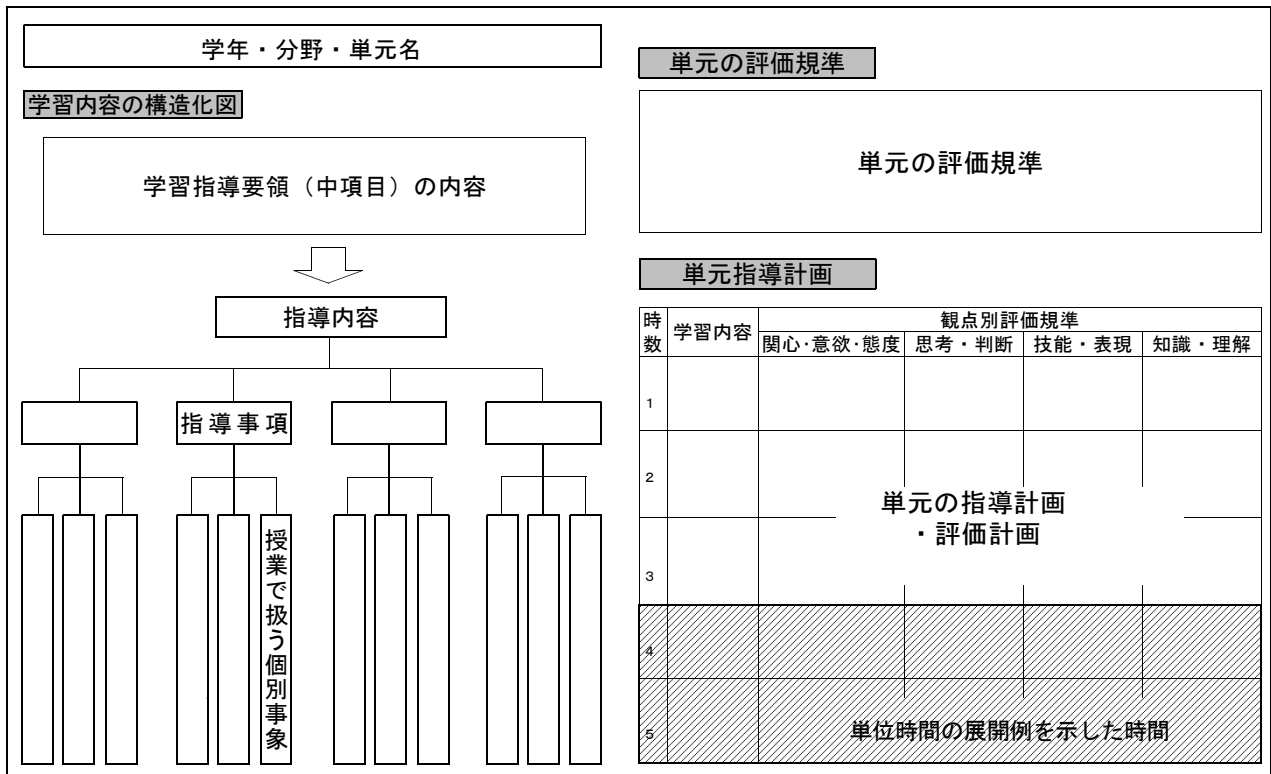 学年・分野・単元名
学習内容の構造化図
学習指導要領（中項目）の内容
指導内容
指導事項
授業で扱う個別事象
単元の評価規準
単元の評価規準
単元指導計画
時数
学習内容
観点別評価規準
関心・意欲・態度
思考・判断
技能・表現
知識・理解
1
2
単元の指導計画
・評価計画
3
4
5
単位時間の展開例を示した時間